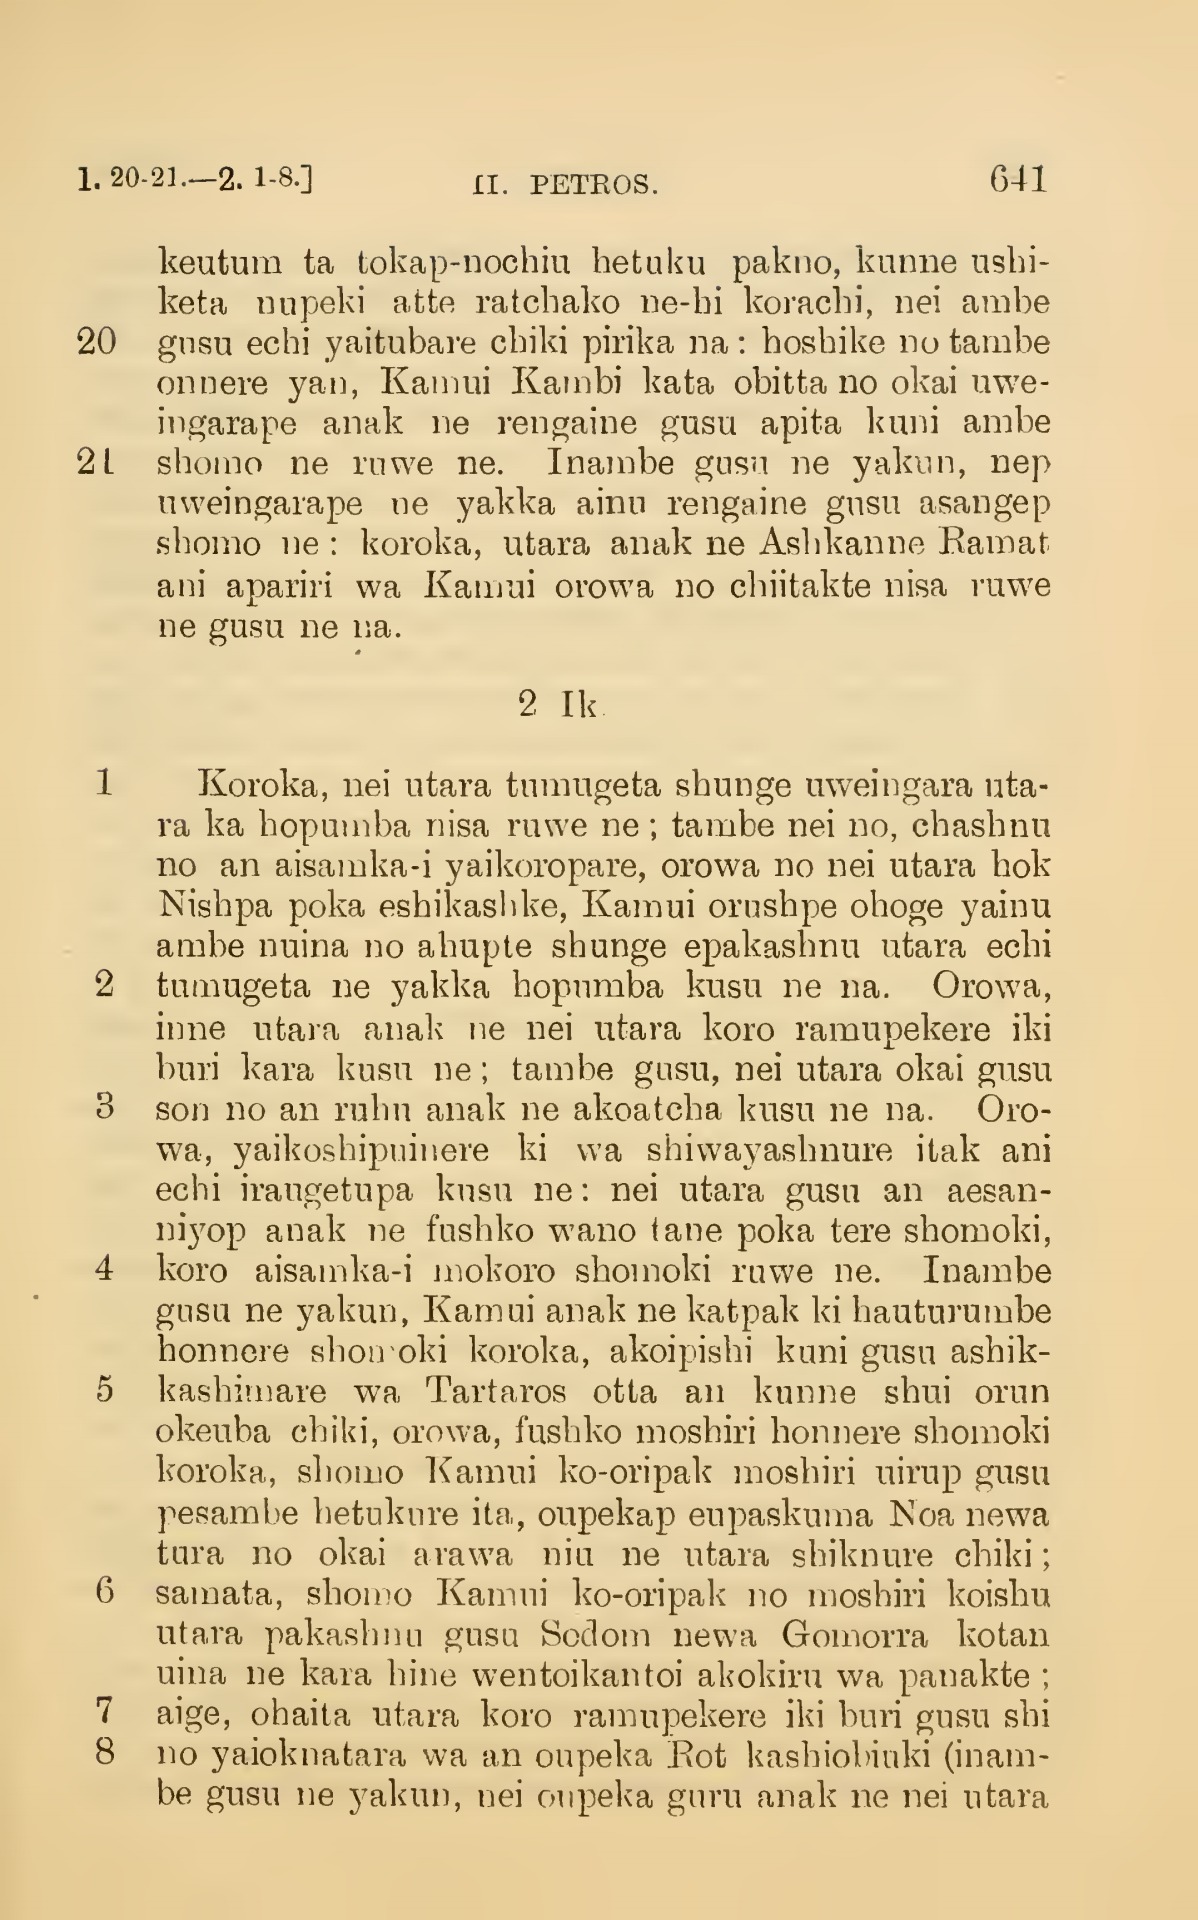 1. 20-21.—2. 1-8.] II. PETROS. 641
keutum ta tokap-nochiu hetuku pakno, kunne ushi-
keta nupeki atte ratchako ne-hi korachi, nei ambe
20 gusu echi yaitubare chiki pirika na : hoshike no tambe
onnere yan, Kamui Kambi kata obitta no okai uwe-
ingarape anak ne rengaine gusu apita kuni ambe
21 shomo ne ruwe ne. Inambe gusu ne yakun, nep
uweingarape ne yakka ainu rengaine gusu asangep
shomo ne : koroka, utara anak ne Ashkanne Ramat
ani apariri wa Kamui orowa no chiitakte nisa ruwe
ne gusu ne na.
2 Ik.
1 Koroka, nei utara tumugeta shunge uweingara uta-
ra ka hopumba nisa ruwe ne ; tambe nei no, chashnu
no an aisamka-i yaikoropare, orowa no nei utara hok
Nishpa poka eshikashke, Kamui orushpe ohoge yainu
ambe nuina no ahupte shunge epakashnu utara echi
2 tumugeta ne yakka hopumba kusu ne na. Orowa,
inne utara anak ne nei utara koro ramupekere iki
buri kara kusu ne ; tambe gusu, nei utara okai gusu
3 son no an ruhu anak ne akoatcha kusu ne na. Oro-
wa, yaikoshipuinere ki wa shiwayashnure itak ani
echi iraugetupa kusu ne : nei utara gusu an aesan-
niyop anak ne fushko wano tane poka tere shomoki,
4 koro aisamka-i mokoro shomoki ruwe ne. Inambe
gusu ne yakun, Kamui anak ne katpak ki hauturumbe
honnere shomoki koroka, akoipishi kuni gusu ashik-
5 kashimare wa Tartaros otta an kunne shui orun
okeuba chiki, orowa, fushko moshiri honnere shomoki
koroka, shomo Kamui ko-oripak moshiri uirup gusu
pesambe hetukure ita, oupekap eupaskuma Noa newa
tura no okai arawa niu ne utara shiknure chiki ;
6 samata, shomo Kamui ko-oripak no moshiri koishu
utara pakashnu gusu Sodom newa Gomorra kotan
uina ne kara hine wentoikantoi akokiru wa panakte ;
7 aige, ohaita utara koro ramupekere iki buri gusu shi
8 no yaioknatara wa an oupeka Rot kashiobiuki (inam-
be gusu ne yakun, nei oupeka guru anak ne nei utara